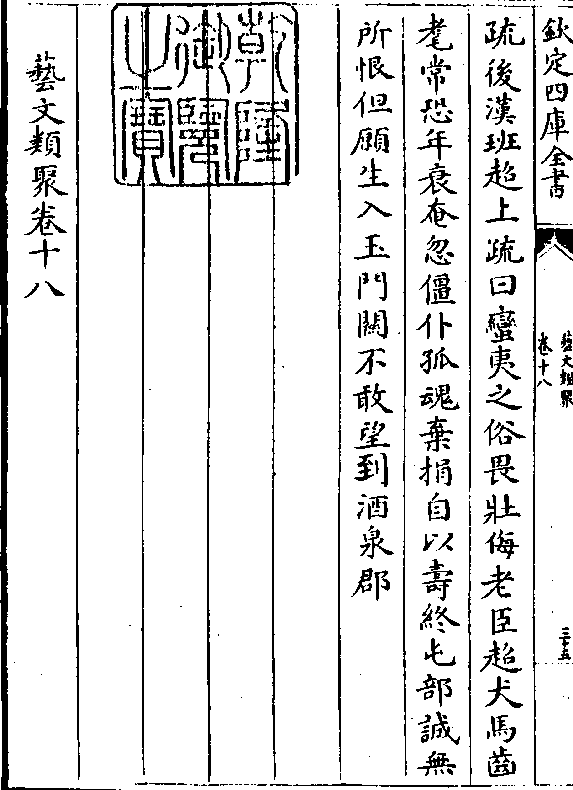 欽定四庫全書
藝文類聚
卷十八
三十五
疏後漢班超上疏曰蠻夷之俗畏壯侮老臣超犬馬齒
耄常恐年衰奄忽僵仆孤魂棄捐自以壽終屯部誠無
所恨但願生入玉門關不敢望到酒泉郡
乾隆
御覽
之寶
藝文類聚卷十八